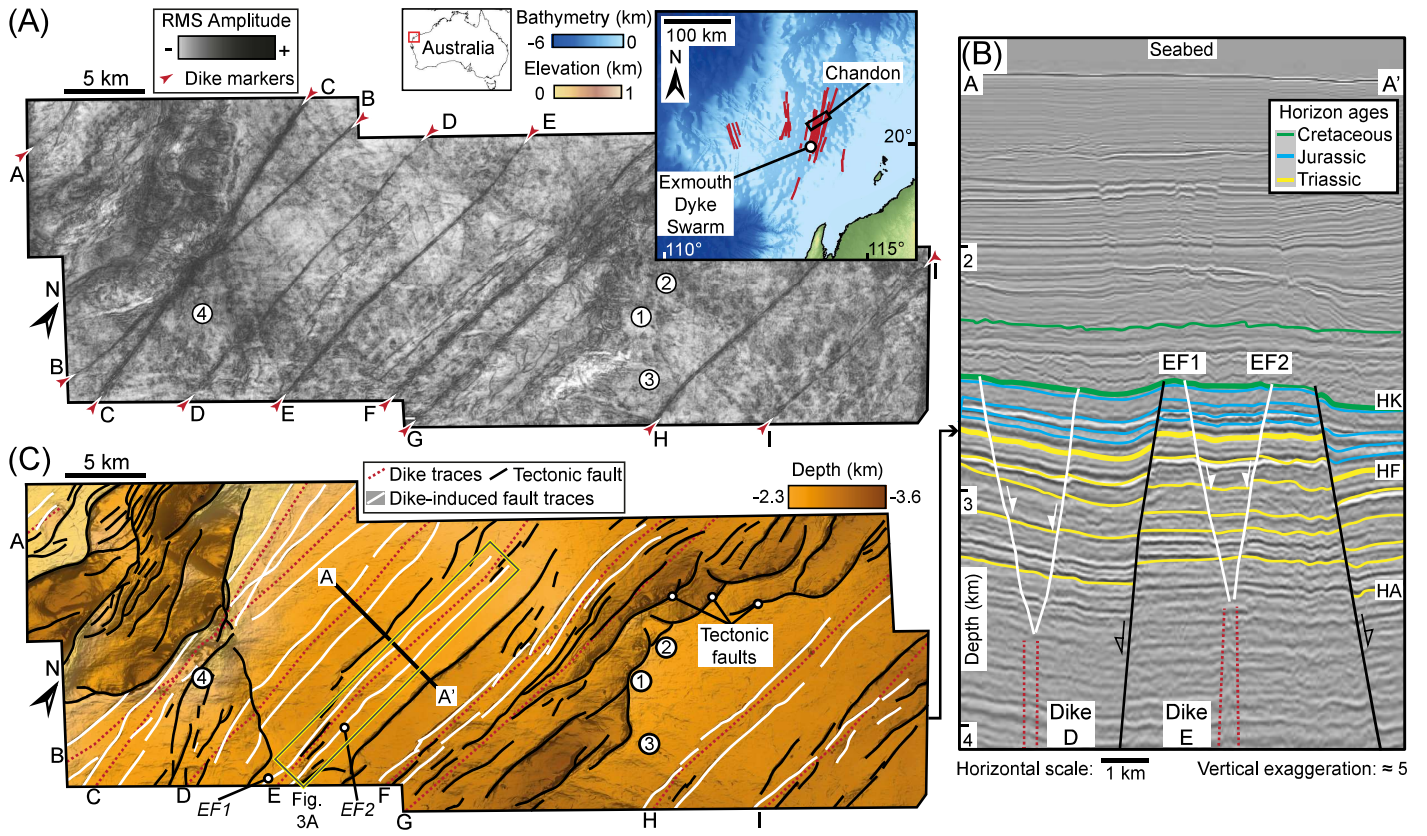 (A)
RMS Amplitude
- +
Dike markers
5 km
Australia
Bathymetry (km)
-6 0
Elevation (km)
0 1
100 km
N
Chandon
20°
Exmouth
Dyke
Swarm
110° 115°
C
B
D
E
A
I
2
1
4
3
N
B
C
D
E
F
G
H
I
(B)
Seabed
A A'
Horizon ages
Cretaceous
Jurassic
Triassic
2
EF1
EF2
HK
HF
3
HA
Depth (km)
Dike
D
Dike
E
4
Horizontal scale: 1 km Vertical exaggeration: ≈ 5
(C)
5 km
Dike traces
Tectonic fault
Dike-induced fault traces
Depth (km)
-2.3 -3.6
A
A
A'
Tectonic
faults
2
1
4
3
N
B
C
D
EF1
E
Fig.
3A
EF2
F
G
H
I